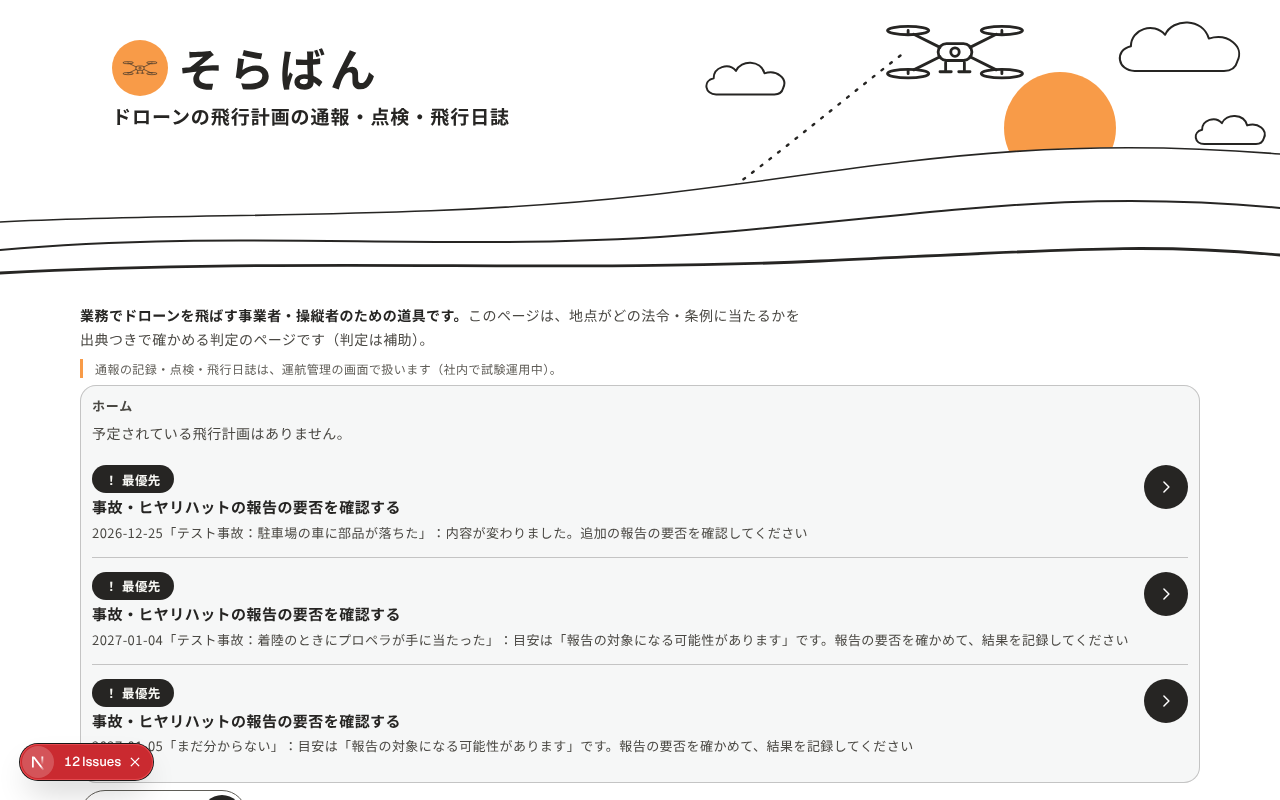 そらばん
ドローンの飛行計画の通報・点検・飛行日誌
業務でドローンを飛ばす事業者・操縦者のための道具です。このページは、地点がどの法令・条例に当たるかを
出典つきで確かめる判定のページです（判定は補助）。
通報の記録・点検・飛行日誌は、運航管理の画面で扱います（社内で試験運用中）。
ホーム
予定されている飛行計画はありません。
！ 最優先
事故・ヒヤリハットの報告の要否を確認する
2026-12-25「テスト事故：駐車場の車に部品が落ちた」：内容が変わりました。追加の報告の要否を確認してください
！ 最優先
事故・ヒヤリハットの報告の要否を確認する
2027-01-04「テスト事故：着陸のときにプロペラが手に当たった」：目安は「報告の対象になる可能性があります」です。報告の要否を確かめて、結果を記録してください
！ 最優先
事故・ヒヤリハットの報告の要否を確認する
05「まだ分からない」：目安は「報告の対象になる可能性があります」です。報告の要否を確かめて、結果を記録してください
N 12 Issues